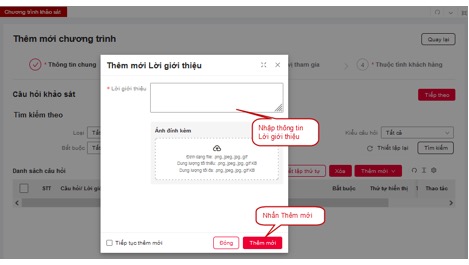 Chương trình khảo sát
Thêm mới chương trình
Quay lại
* Thông tin chung
tham gia
4 * Thuộc tính khách hàng
Câu hỏi khảo sát
Tiếp theo
Tìm kiếm theo
Loại
Kiểu câu hỏi Tất cả
Bắt buộc
Thiết lập lại Tìm kiếm
Danh sách câu hỏi
lập thứ tự Xóa Thêm mới
STT Câu hỏi/ Lời Bắt buộc Thứ tự hiển thị Thao tác
Thêm mới Lời giới thiệu
* Lời giới thiệu
Nhập thông tin
Lời giới thiệu
Ảnh đính kèm
Định dạng file: .png,.jpeg,.jpg,.gif
Dung lượng tối thiểu: .png,.jpeg,.jpg,.gif KB
Dung lượng tối đa: .png,.jpeg,.jpg,.gif KB
Nhấn Thêm mới
Tiếp tục thêm mới Đóng Thêm mới